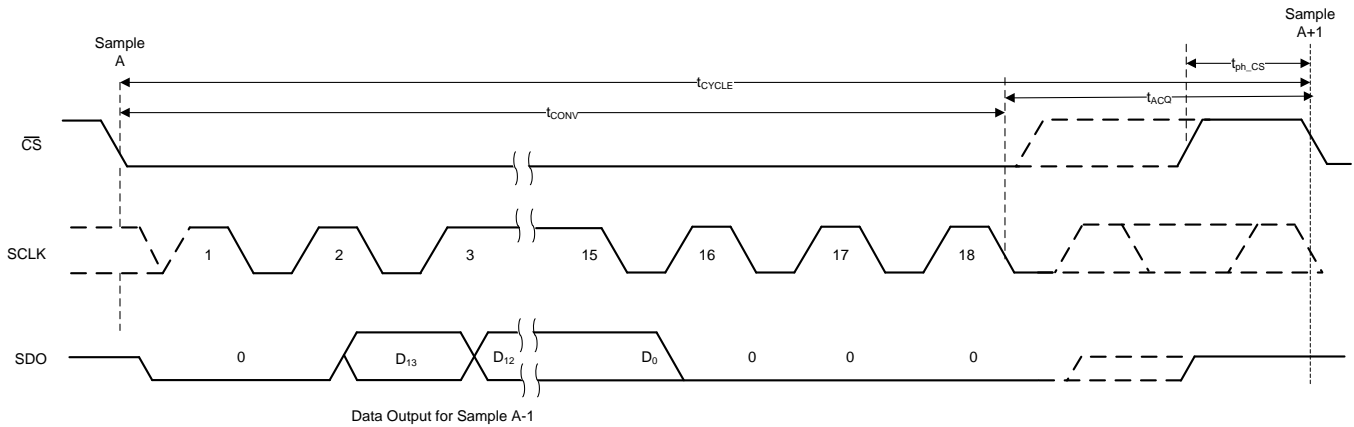 Sample
A
Sample
A+1
tph_CS
tCYCLE
tACQ
tCONV
CS
SCLK
1
2
3
15
16
17
18
SDO
0
D13
D12
D0
0
0
0
Data Output for Sample A-1